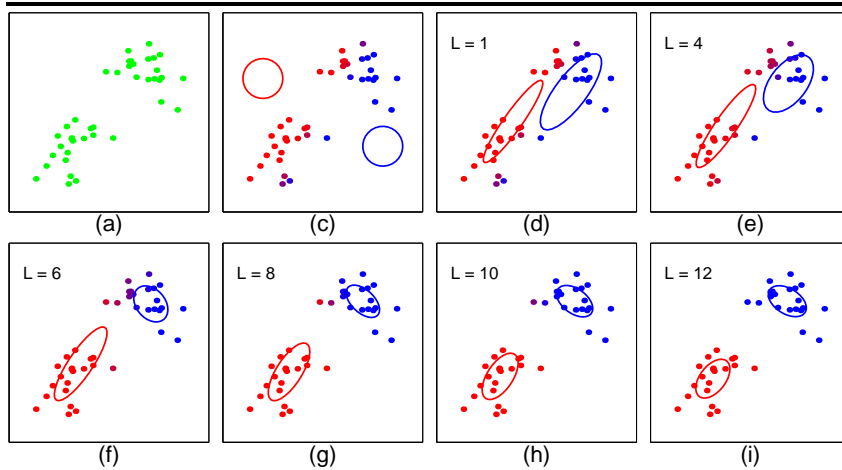 L = 1
L = 4
(a)
(c)
(d)
(e)
L = 6
L = 8
L = 10
L = 12
(f)
(g)
(h)
(i)